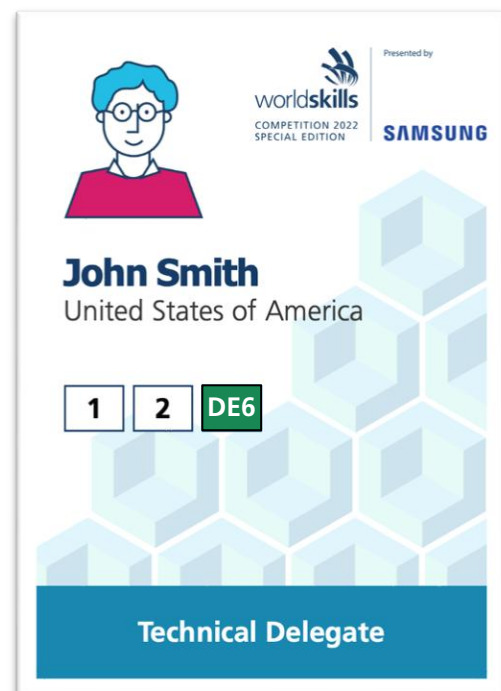 Presented by
worldskills
COMPETITION 2022
SPECIAL EDITION
SAMSUNG
John Smith
United States of America
1 2 DE6
Technical Delegate